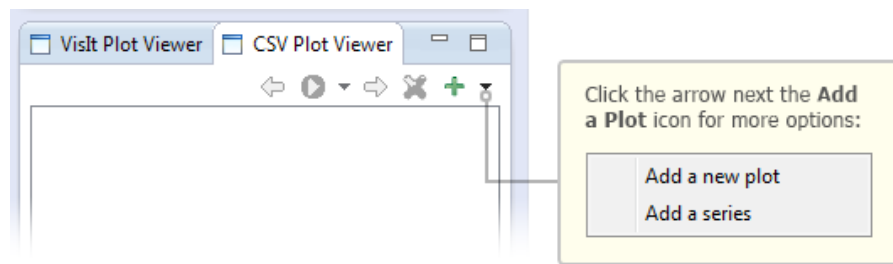 VisIt Plot Viewer CSV Plot Viewer
Click the arrow next the Add
a Plot icon for more options:
Add a new plot
Add a series